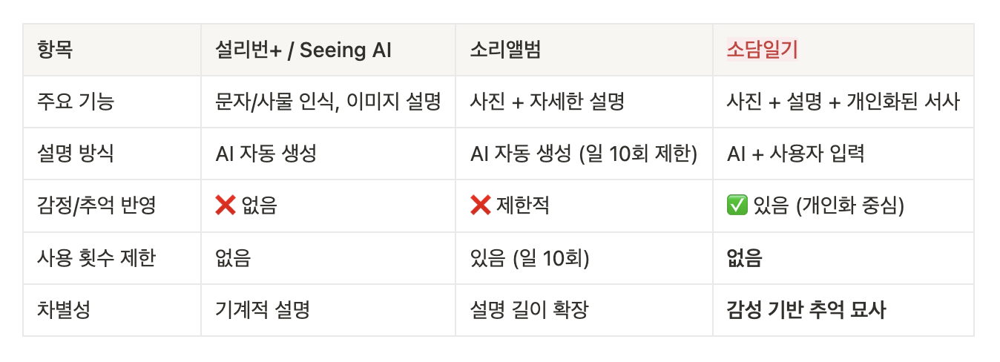 항목 설리번+ / Seeing AI 소리앨범 소담일기
주요 기능 문자/사물 인식, 이미지 설명 사진 + 자세한 설명 사진 + 설명 + 개인화된 서사
설명 방식 AI 자동 생성 AI 자동 생성 (일 10회 제한) AI + 사용자 입력
감정/추억 반영 ❌ 없음 ❌ 제한적 ✅ 있음 (개인화 중심)
사용 횟수 제한 없음 있음 (일 10회) 없음
차별성 기계적 설명 설명 길이 확장 감성 기반 추억 묘사